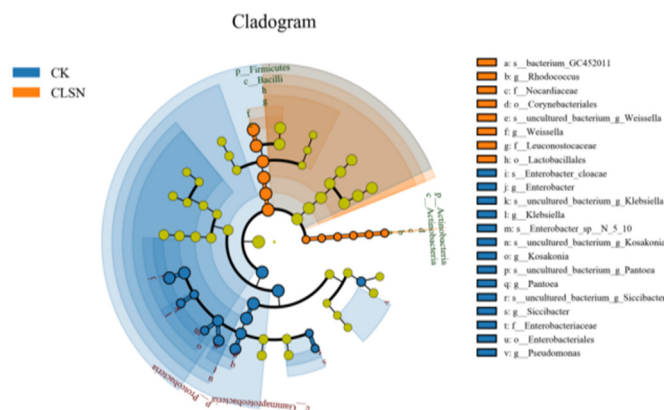 Cladogram
CK
CLSN
p__Firmicutes
c__Bacilli
h
g
f
p__Actinobacteria
c__Actinobacteria
c__Gammaproteobacteria
p__Proteobacteria
a: s__bacterium_GC452011
b: g__Rhodococcus
c: f__Nocardiaceae
d: o__Corynebacteriales
e: s__uncultured_bacterium_g_Weissella
f: g__Weissella
g: f__Leuconostocaceae
h: o__Lactobacillales
i: s__Enterobacter_cloacae
j: g__Enterobacter
k: s__uncultured_bacterium_g_Klebsiella
l: g__Klebsiella
m: s__Enterobacter_sp__N_5_10
n: s__uncultured_bacterium_g_Kosakonia
o: g__Kosakonia
p: s__uncultured_bacterium_g_Pantoea
q: g__Pantoea
r: s__uncultured_bacterium_g_Siccibacter
s: g__Siccibacter
t: f__Enterobacteriaceae
u: o__Enterobacteriales
v: g__Pseudomonas